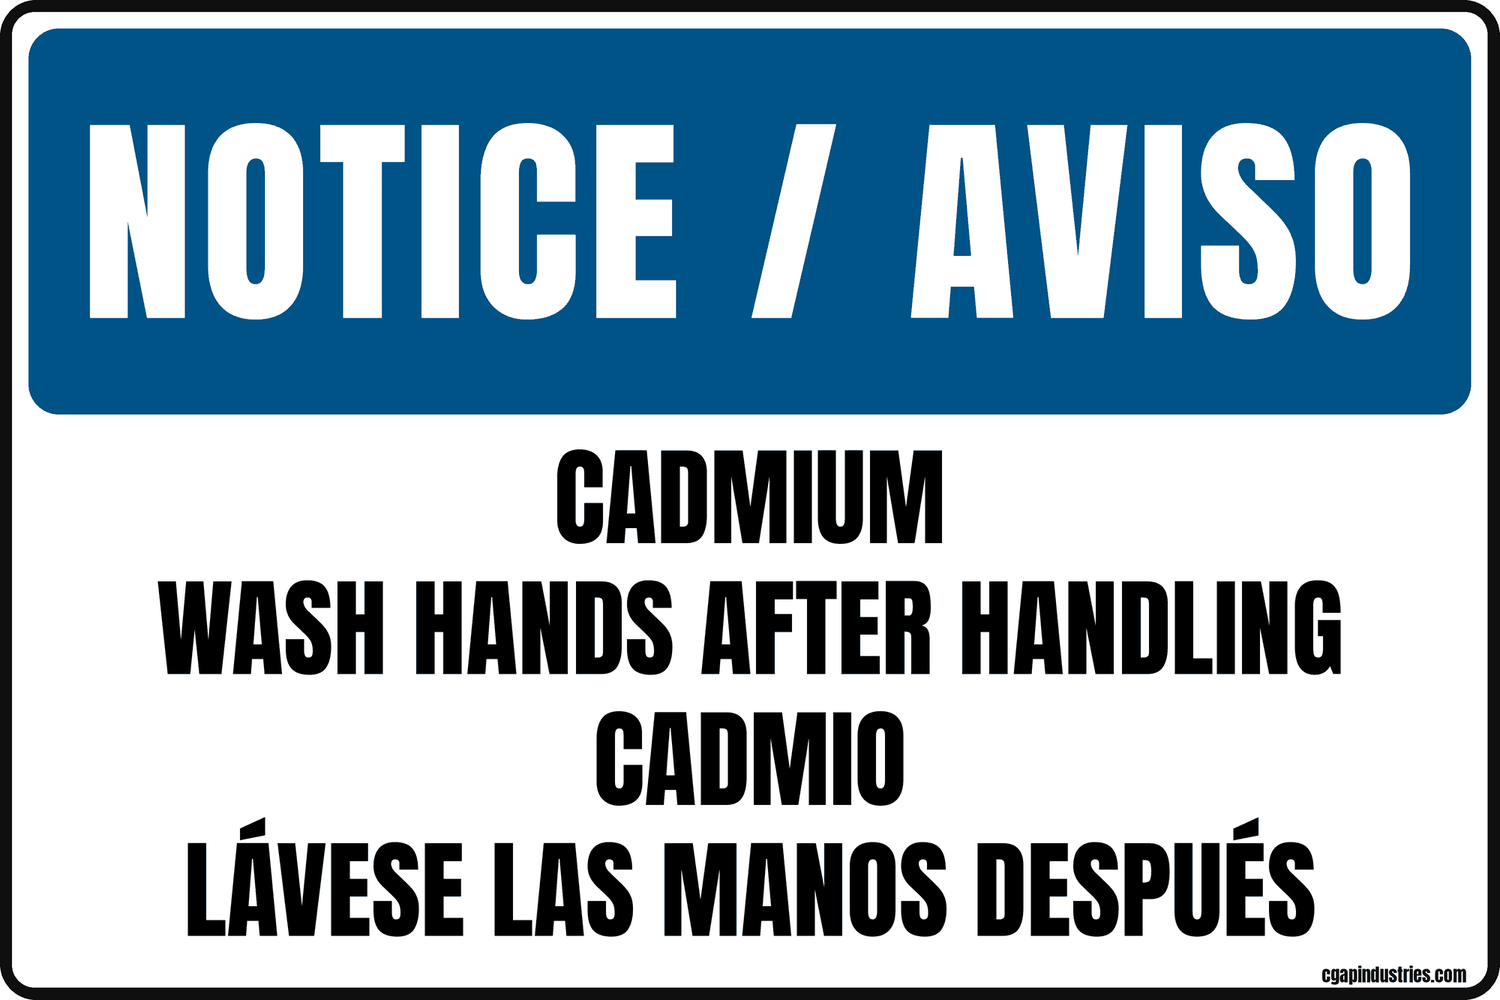 NOTICE / AVISO
CADMIUM
WASH HANDS AFTER HANDLING
CADMIO
LÁVESE LAS MANOS DESPUÉS
cgapindustries.com